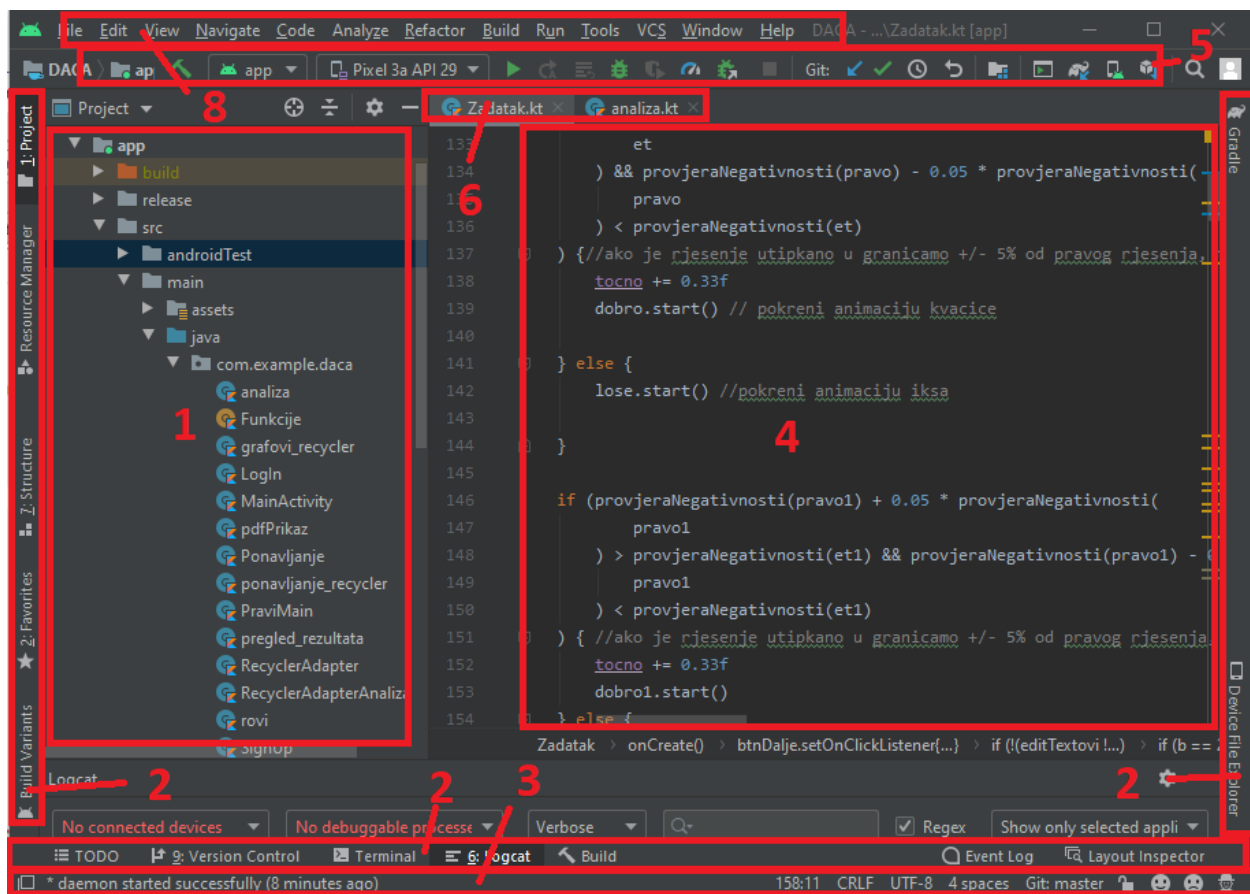 File Edit View Navigate Code Analyze Refactor Build Run Tools VCS Window Help DACA - ...\Zadatak.kt [app]
5
DACA ap app Pixel 3a API 29 Git:
8
1: Project
Resource Manager
7: Structure
2: Favorites
Build Variants
Project
app
build
release
src
androidTest
main
assets
java
com.example.daca
analiza
Funkcije
grafovi_recycler
LogIn
MainActivity
pdfPrikaz
Ponavljanje
ponavljanje_recycler
PraviMain
pregled_rezultata
RecyclerAdapter
RecyclerAdapterAnaliza
rovi
SignUp
1
Zadatak.kt analiza.kt
6
133 et
134 ) && provjeraNegativnosti(pravo) - 0.05 * provjeraNegativnosti(
135 pravo
136 ) < provjeraNegativnosti(et)
137 ) {//ako je rjesenje utipkano u granicamo +/- 5% od pravog rjesenja,
138 tocno += 0.33f
139 dobro.start() // pokreni animaciju kvacice
140
141 } else {
142 lose.start() //pokreni animaciju iksa
143
144 }
145
146 if (provjeraNegativnosti(pravo1) + 0.05 * provjeraNegativnosti(
147 pravo1
148 ) > provjeraNegativnosti(et1) && provjeraNegativnosti(pravo1) - 0
149 pravo1
150 ) < provjeraNegativnosti(et1)
151 ) { //ako je rjesenje utipkano u granicamo +/- 5% od pravog rjesenja
152 tocno += 0.33f
153 dobro1.start()
154 } else {
4
Zadatak onCreate() btnDalje.setOnClickListener{...} if (!(editTextovi !...) if (b == 2
Gradle
Device File Explorer
Logcat
2
2
3
2
No connected devices No debuggable processe Verbose Q- Regex Show only selected appli
TODO 9: Version Control Terminal 6: Logcat Build Event Log Layout Inspector
* daemon started successfully (8 minutes ago) 158:11 CRLF UTF-8 4 spaces Git: master